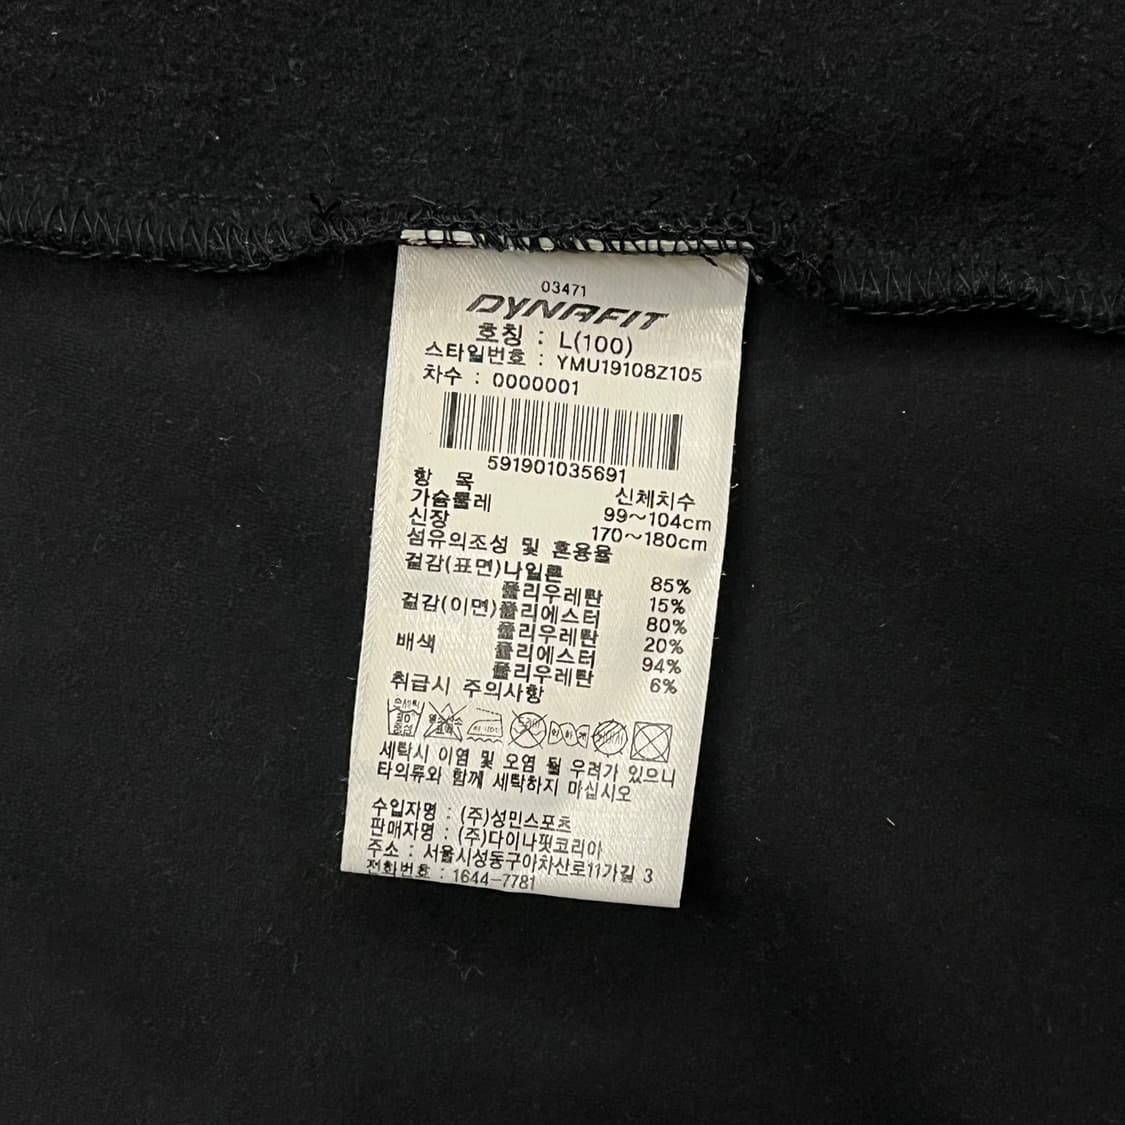 03471
DYNAFIT
호칭 : L(100)
스타일번호 : YMU19108Z105
차수 : 0000001
591901035691
항 목 신체치수
가슴둘레 99~104cm
신장 170~180cm
섬유의조성 및 혼용율
겉감(표면)나일론 85%
폴리우레탄 15%
겉감(이면)폴리에스터 80%
폴리우레탄 20%
배색 폴리에스터 94%
폴리우레탄 6%
취급시 주의사항
세탁시 이염 및 오염 될 우려가 있으니
타의류와 함께 세탁하지 마십시오
수입자명 : (주)성민스포츠
판매자명 : (주)다이나핏코리아
주소 : 서울시성동구아차산로11가길 3
전화번호 : 1644-7781